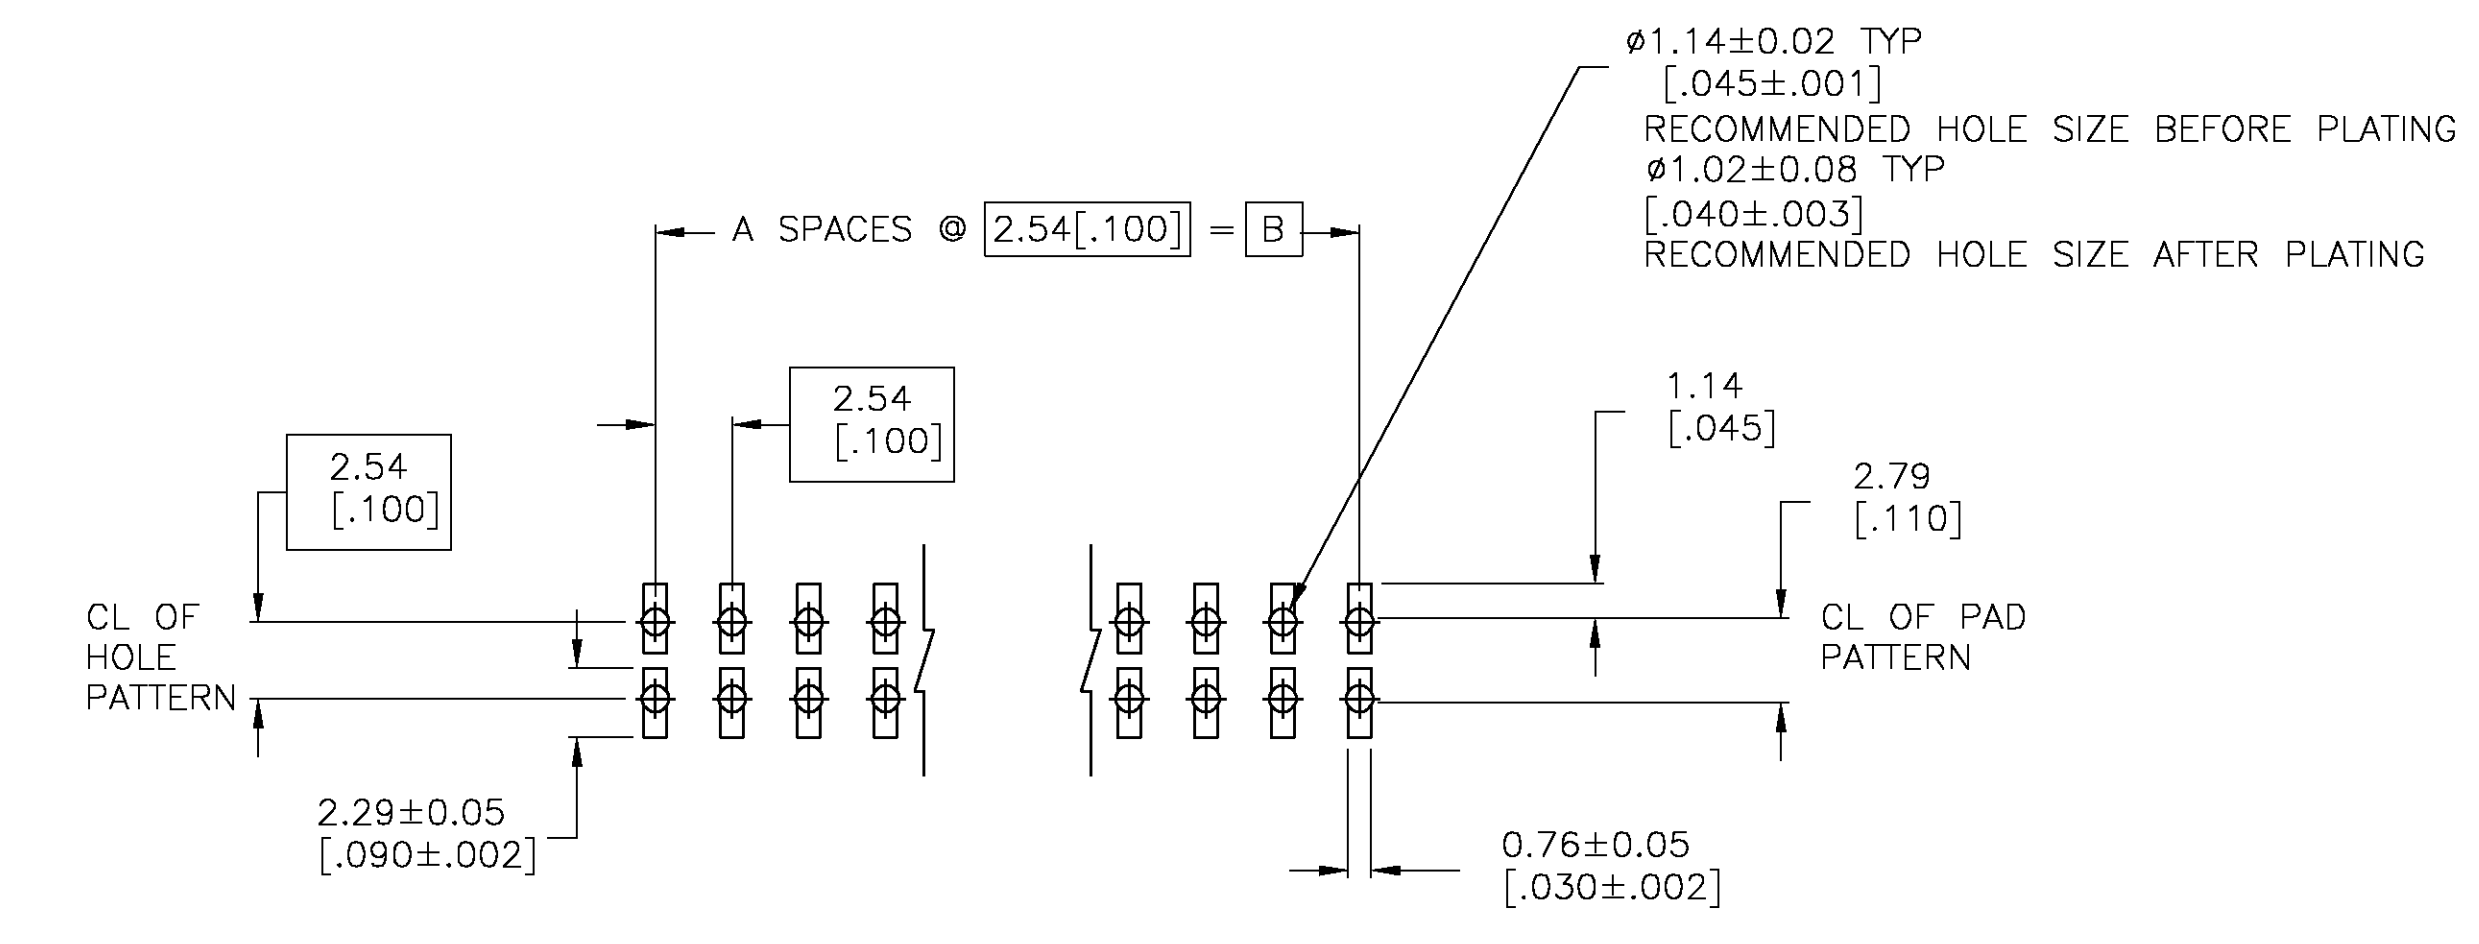 ø1.14±0.02 TYP
[.045±.001]
RECOMMENDED HOLE SIZE BEFORE PLATING
ø1.02±0.08 TYP
[.040±.003]
RECOMMENDED HOLE SIZE AFTER PLATING
A SPACES @ 2.54[.100] = B
2.54
[.100]
2.54
[.100]
1.14
[.045]
2.79
[.110]
CL OF
HOLE
PATTERN
CL OF PAD
PATTERN
2.29±0.05
[.090±.002]
0.76±0.05
[.030±.002]